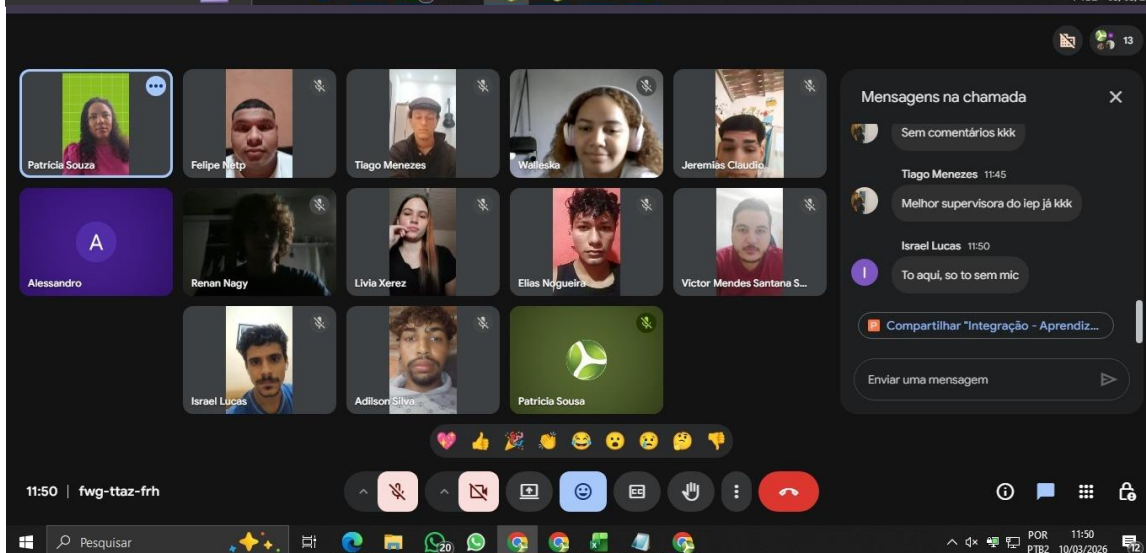 13
Patrícia Souza
Felipe Neto
Tiago Menezes
Walleska
Jeremias Claudio
A
Alessandro
Renan Nagy
Livia Xerez
Elias Nogueira
Victor Mendes Santana S...
Israel Lucas
Adilson Silva
Patricia Sousa
Mensagens na chamada
Sem comentários kkk
Tiago Menezes 11:45
Melhor supervisora do iep já kkk
Israel Lucas 11:50
I
To aqui, so to sem mic
P Compartilhar "Integração - Aprendiz...
Enviar uma mensagem
11:50 | fwg-ttaz-frh
CC
Pesquisar
20
POR
PTB2
11:50
10/03/2026